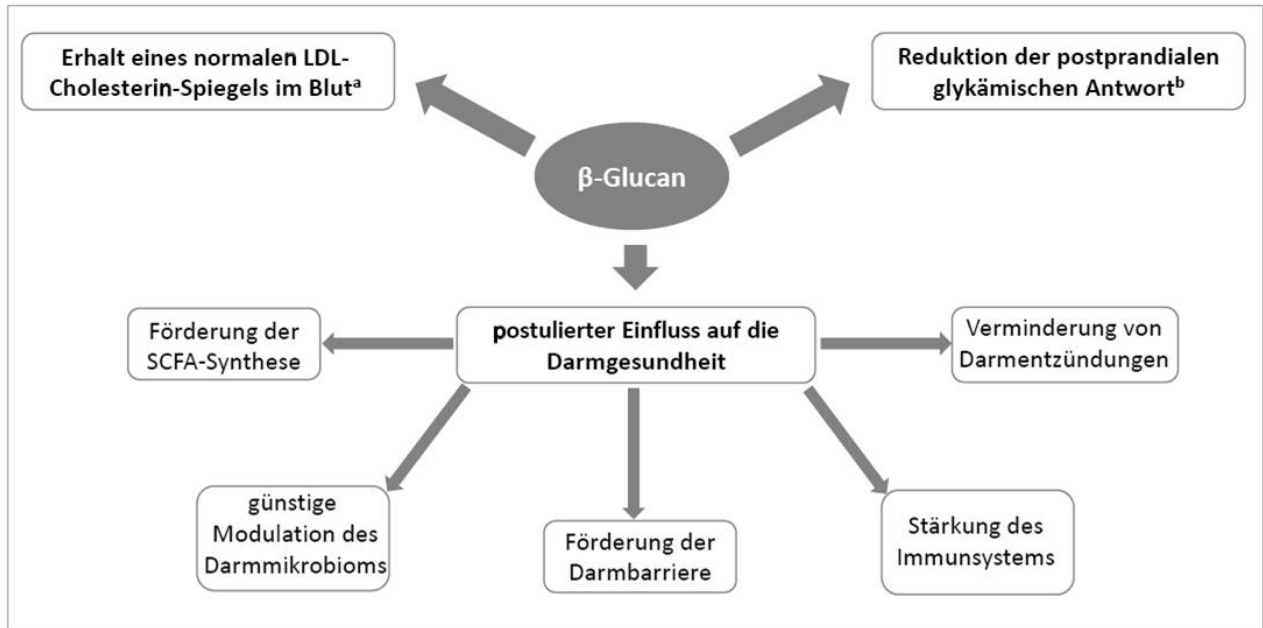 Erhalt eines normalen LDL-
Cholesterin-Spiegels im Blutᵃ
Reduktion der postprandialen
glykämischen Antwortᵇ
β-Glucan
postulierter Einfluss auf die
Darmgesundheit
Förderung der
SCFA-Synthese
Verminderung von
Darmentzündungen
günstige
Modulation des
Darmmikrobioms
Förderung der
Darmbarriere
Stärkung des
Immunsystems